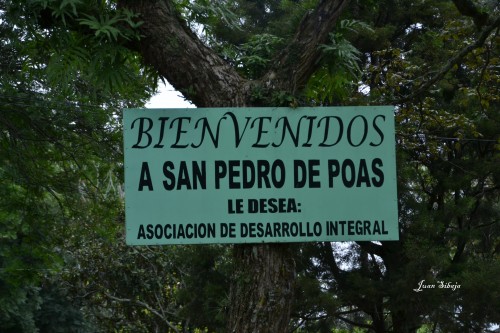 BIENVENIDOS
A SAN PEDRO DE POAS
LE DESEA:
ASOCIACION DE DESARROLLO INTEGRAL
Juan Sibaja